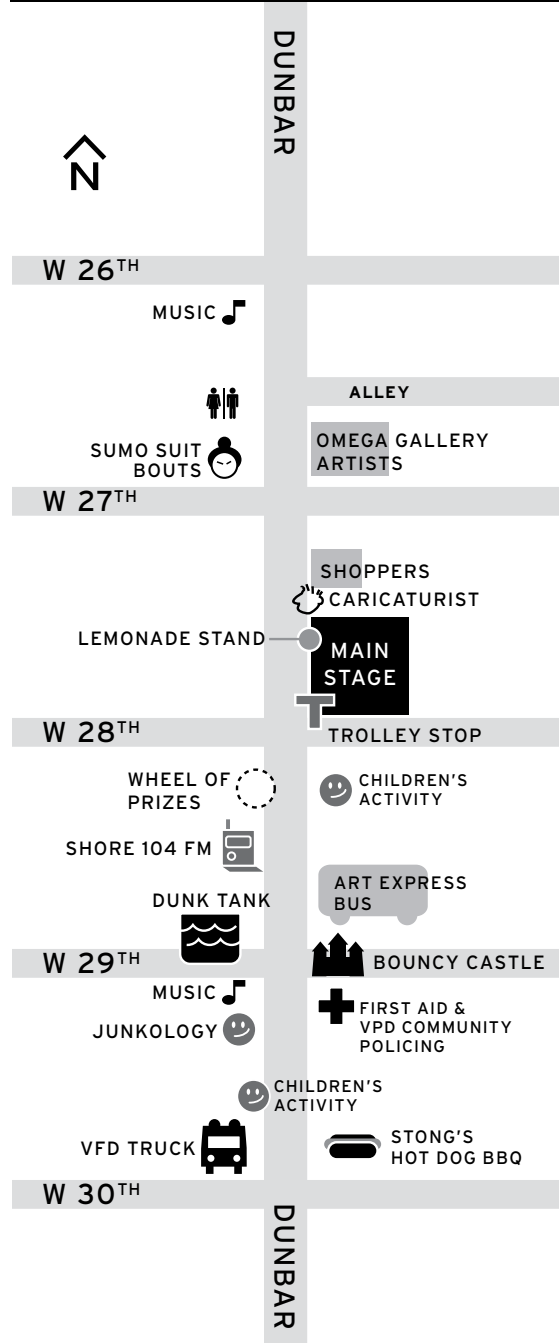 DUNBAR
N
W 26TH
MUSIC
ALLEY
OMEGA GALLERY
ARTISTS
SUMO SUIT
BOUTS
W 27TH
SHOPPERS
CARICATURIST
LEMONADE STAND
MAIN
STAGE
W 28TH
TROLLEY STOP
WHEEL OF
PRIZES
CHILDREN'S
ACTIVITY
SHORE 104 FM
ART EXPRESS
BUS
DUNK TANK
W 29TH
BOUNCY CASTLE
MUSIC
FIRST AID &
VPD COMMUNITY
POLICING
JUNKOLOGY
CHILDREN'S
ACTIVITY
VFD TRUCK
STONG'S
HOT DOG BBQ
W 30TH
DUNBAR